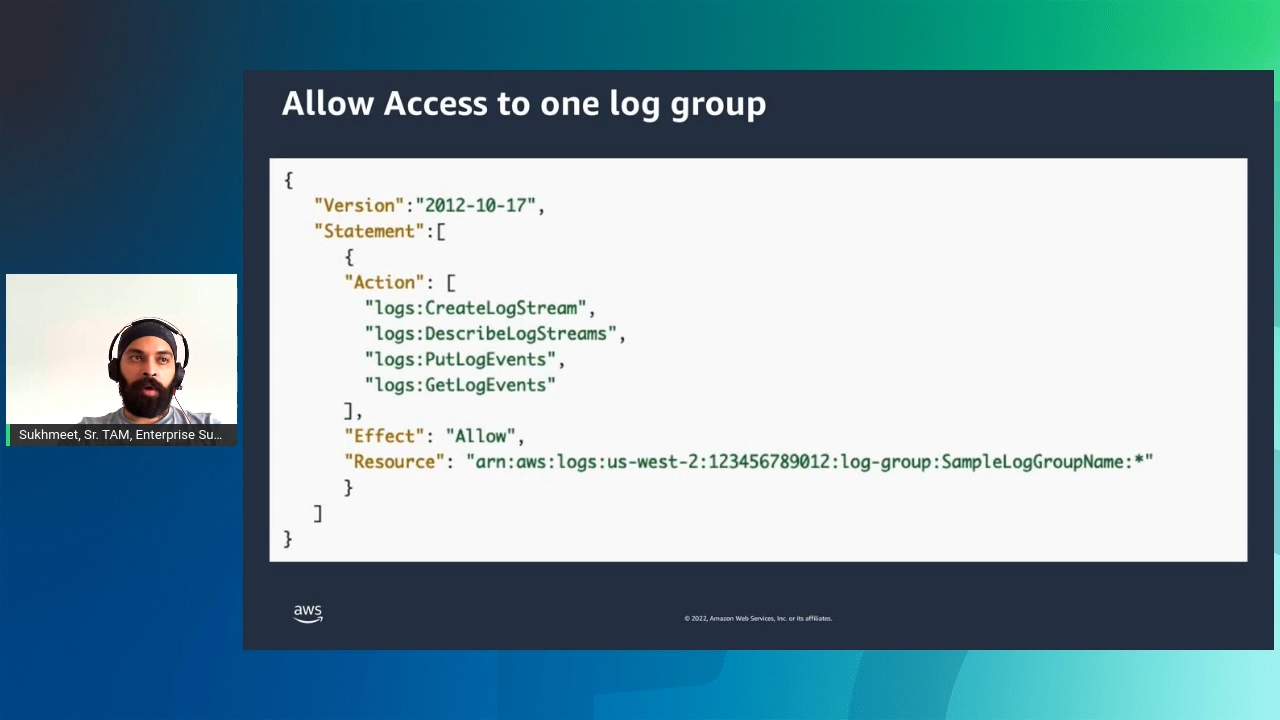 Allow Access to one log group
{
"Version":"2012-10-17",
"Statement":[
{
"Action": [
"logs:CreateLogStream",
"logs:DescribeLogStreams",
"logs:PutLogEvents",
"logs:GetLogEvents"
],
"Effect": "Allow",
"Resource": "arn:aws:logs:us-west-2:123456789012:log-group:SampleLogGroupName:*"
}
]
}
Sukhmeet, Sr. TAM, Enterprise Su...
aws
© 2022, Amazon Web Services, Inc. or its affiliates.